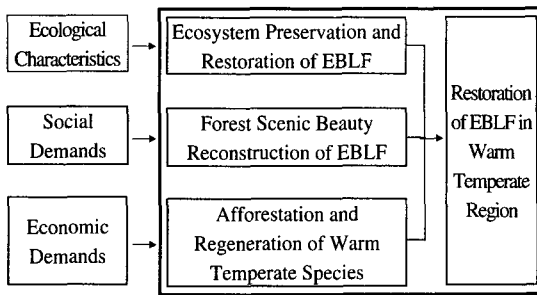 Ecological
Characteristics
Ecosystem Preservation and
Restoration of EBLF
Social
Demands
Forest Scenic Beauty
Reconstruction of EBLF
Economic
Demands
Afforestation and
Regeneration of Warm
Temperate Species
Restoration
of EBLF in
Warm
Temperate
Region